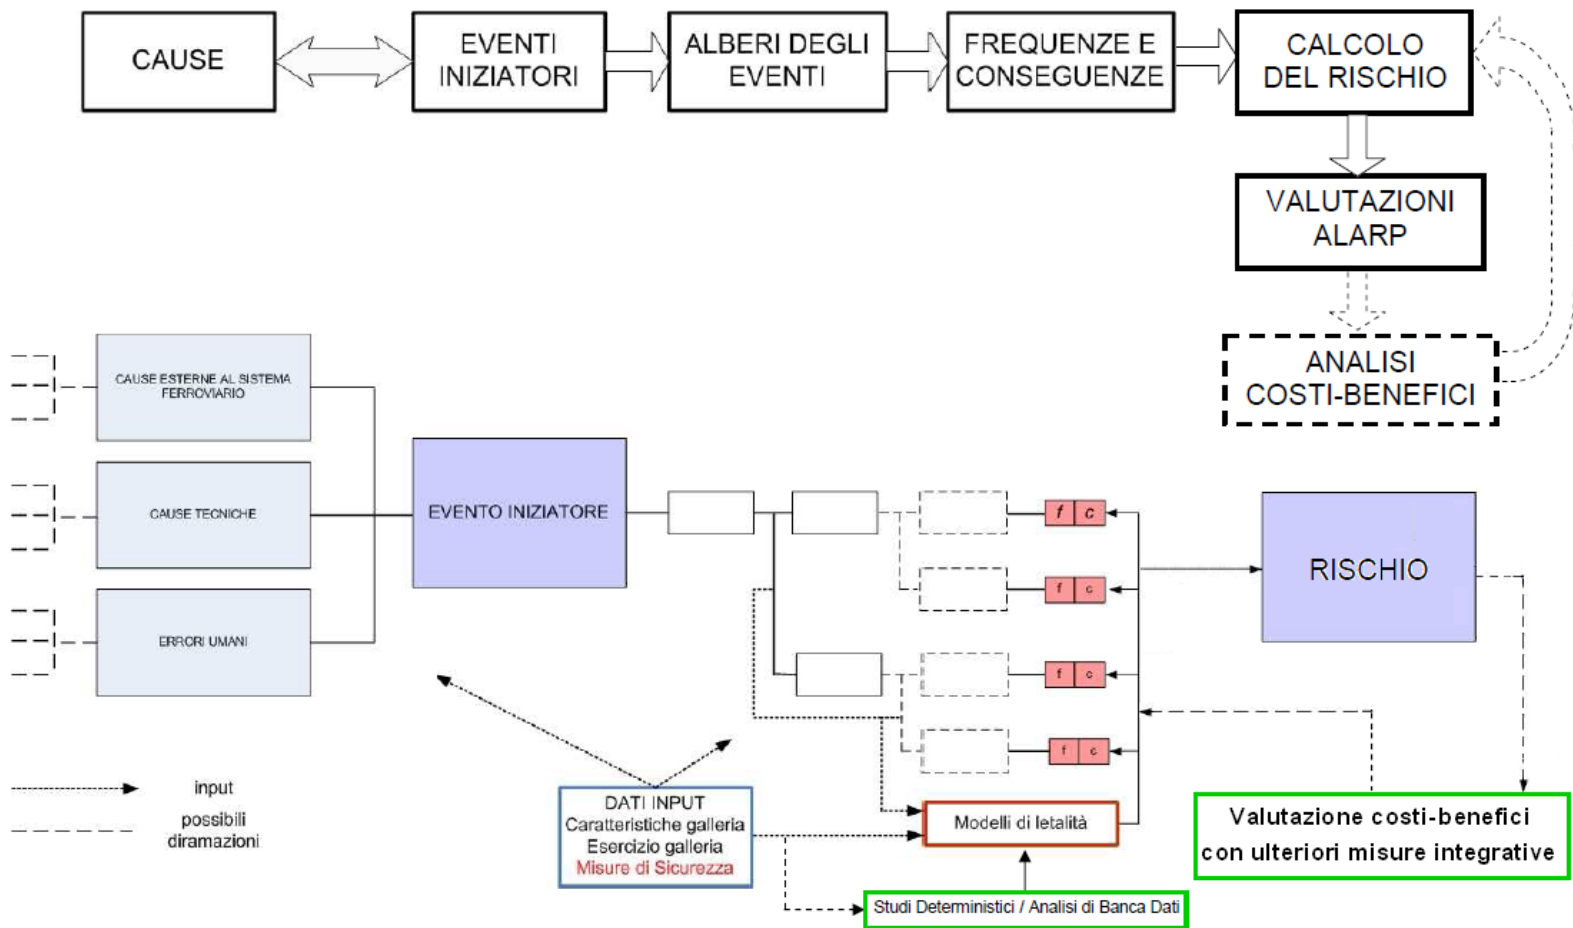 CAUSE
EVENTI
INIZIATORI
ALBERI DEGLI
EVENTI
FREQUENZE E
CONSEGUENZE
CALCOLO
DEL RISCHIO
VALUTAZIONI
ALARP
ANALISI
COSTI-BENEFICI
CAUSE ESTERNE AL SISTEMA
FERROVIARIO
CAUSE TECNICHE
ERRORI UMANI
EVENTO INIZIATORE
f c
f c
f c
f c
RISCHIO
input
possibili
diramazioni
DATI INPUT
Caratteristiche galleria
Esercizio galleria
Misure di Sicurezza
Modelli di letalità
Studi Deterministici / Analisi di Banca Dati
Valutazione costi-benefici
con ulteriori misure integrative